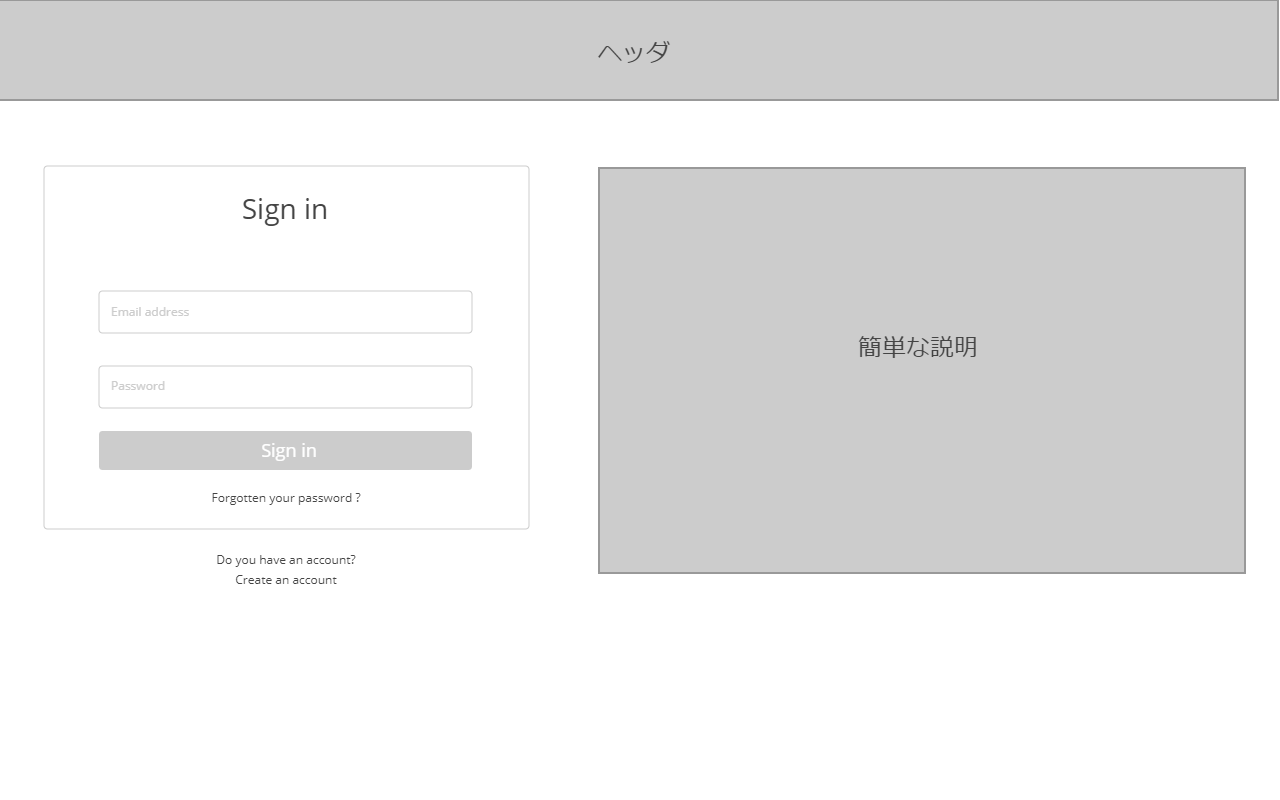 ヘッダ
Sign in
Email address
Password
Sign in
Forgotten your password ?
Do you have an account?
Create an account
簡単な説明